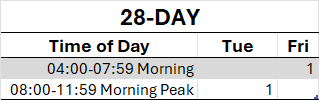 28-DAY
Time of Day Tue Fri
04:00-07:59 Morning 1
08:00-11:59 Morning Peak 1